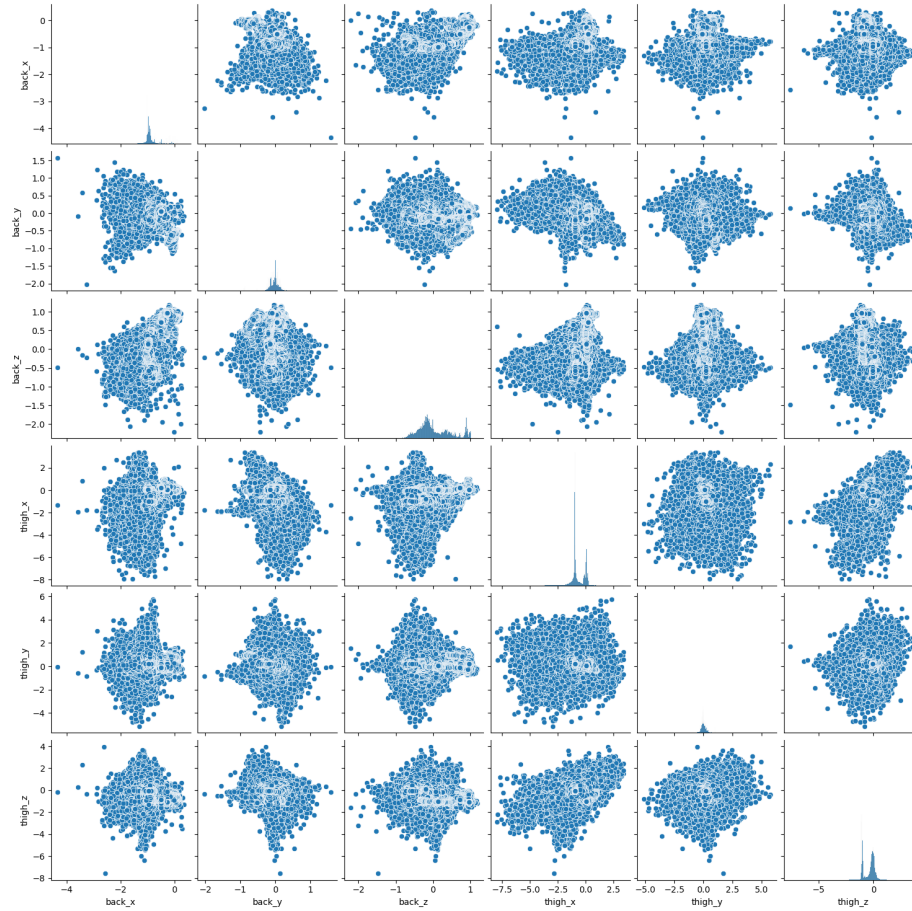 0
−1
−2
−3
−4
back_x
1.5
1.0
0.5
0.0
−0.5
−1.0
−1.5
−2.0
back_y
1.0
0.5
0.0
−0.5
−1.0
−1.5
−2.0
back_z
2
0
−2
−4
−6
−8
thigh_x
6
4
2
0
−2
−4
thigh_y
4
2
0
−2
−4
−6
−8
thigh_z
−4 −2 0
back_x
−2 −1 0 1
back_y
−2 −1 0 1
back_z
−7.5 −5.0 −2.5 0.0 2.5
thigh_x
−5.0 −2.5 0.0 2.5 5.0
thigh_y
−5 0
thigh_z